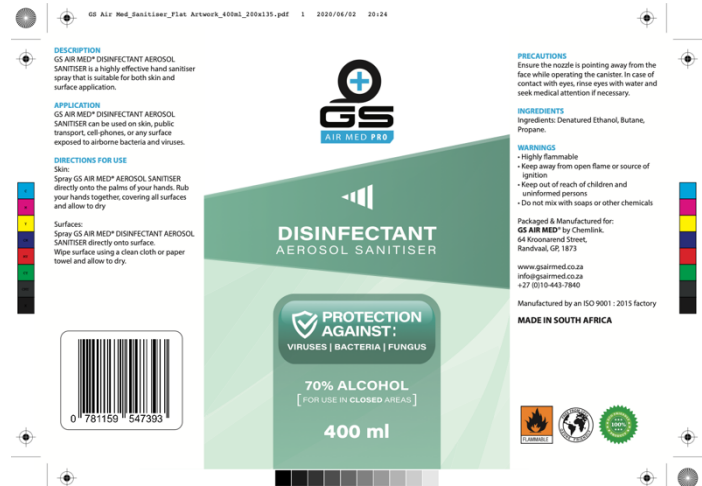 GS Air Med_Sanitiser_Flat Artwork_400ml_200x135.pdf 1 2020/06/02 20:24
DESCRIPTION
GS AIR MED® DISINFECTANT AEROSOL
SANITISER is a highly effective hand sanitiser
spray that is suitable for both skin and
surface application.
APPLICATION
GS AIR MED® DISINFECTANT AEROSOL
SANITISER can be used on skin, public
transport, cell-phones, or any surface
exposed to airborne bacteria and viruses.
DIRECTIONS FOR USE
Skin:
Spray GS AIR MED® AEROSOL SANITISER
directly onto the palms of your hands. Rub
your hands together, covering all surfaces
and allow to dry
Surfaces:
Spray GS AIR MED® DISINFECTANT AEROSOL
SANITISER directly onto surface.
Wipe surface using a clean cloth or paper
towel and allow to dry.
0 781159 547393
GS
AIR MED PRO
DISINFECTANT
AEROSOL SANITISER
PROTECTION
AGAINST:
VIRUSES | BACTERIA | FUNGUS
70% ALCOHOL
[FOR USE IN CLOSED AREAS]
400 ml
PRECAUTIONS
Ensure the nozzle is pointing away from the
face while operating the canister. In case of
contact with eyes, rinse eyes with water and
seek medical attention if necessary.
INGREDIENTS
Ingredients: Denatured Ethanol, Butane,
Propane.
WARNINGS
• Highly flammable
• Keep away from open flame or source of
ignition
• Keep out of reach of children and
uninformed persons
• Do not mix with soaps or other chemicals
Packaged & Manufactured for:
GS AIR MED® by Chemlink.
64 Kroonarend Street,
Randvaal, GP, 1873
www.gsairmed.co.za
info@gsairmed.co.za
+27 (0)10-443-7840
Manufactured by an ISO 9001 : 2015 factory
MADE IN SOUTH AFRICA
FLAMMABLE
100%